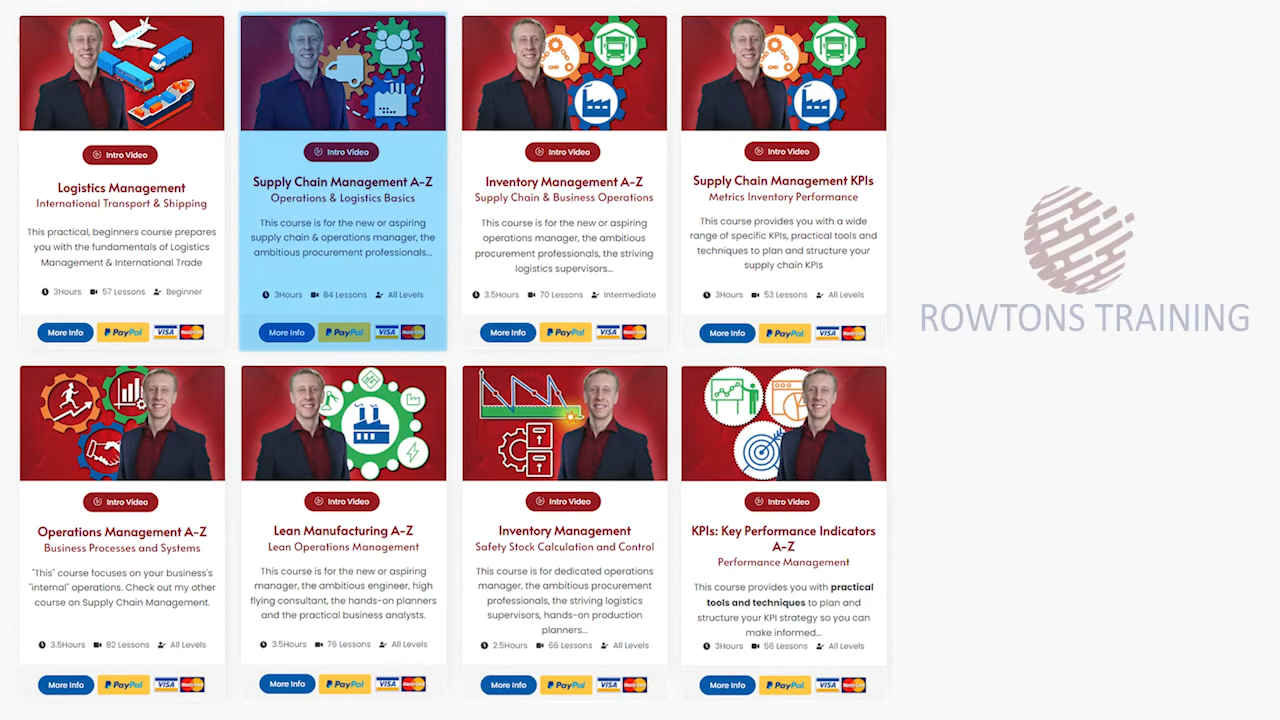 Intro Video
Logistics Management
International Transport & Shipping
This practical, beginners course prepares
you with the fundamentals of Logistics
Management & International Trade
3Hours 57 Lessons Beginner
More Info PayPal VISA MasterCard
Intro Video
Supply Chain Management A-Z
Operations & Logistics Basics
This course is for the new or aspiring
supply chain & operations manager, the
ambitious procurement professionals...
3Hours 84 Lessons All Levels
More Info PayPal VISA MasterCard
Intro Video
Inventory Management A-Z
Supply Chain & Business Operations
This course is for the new or aspiring
operations manager, the ambitious
procurement professionals, the striving
logistics supervisors...
3.5Hours 70 Lessons Intermediate
More Info PayPal VISA MasterCard
Intro Video
Supply Chain Management KPIs
Metrics Inventory Performance
This course provides you with a wide
range of specific KPIs, practical tools and
techniques to plan and structure your
supply chain KPIs
3Hours 53 Lessons All Levels
More Info PayPal VISA MasterCard
ROWTONS TRAINING
Intro Video
Operations Management A-Z
Business Processes and Systems
"This" course focuses on your business's
"internal" operations. Check out my other
course on Supply Chain Management.
3.5Hours 82 Lessons All Levels
More Info PayPal VISA MasterCard
Intro Video
Lean Manufacturing A-Z
Lean Operations Management
This course is for the new or aspiring
manager, the ambitious engineer, high
flying consultant, the hands-on planners
and the practical business analysts.
3.5Hours 76 Lessons All Levels
More Info PayPal VISA MasterCard
Intro Video
Inventory Management
Safety Stock Calculation and Control
This course is for dedicated operations
manager, the ambitious procurement
professionals, the striving logistics
supervisors, hands-on production
planners...
2.5Hours 66 Lessons All Levels
More Info PayPal VISA MasterCard
Intro Video
KPIs: Key Performance Indicators
A-Z
Performance Management
This course provides you with practical
tools and techniques to plan and
structure your KPI strategy so you can
make informed...
3Hours 56 Lessons All Levels
More Info PayPal VISA MasterCard